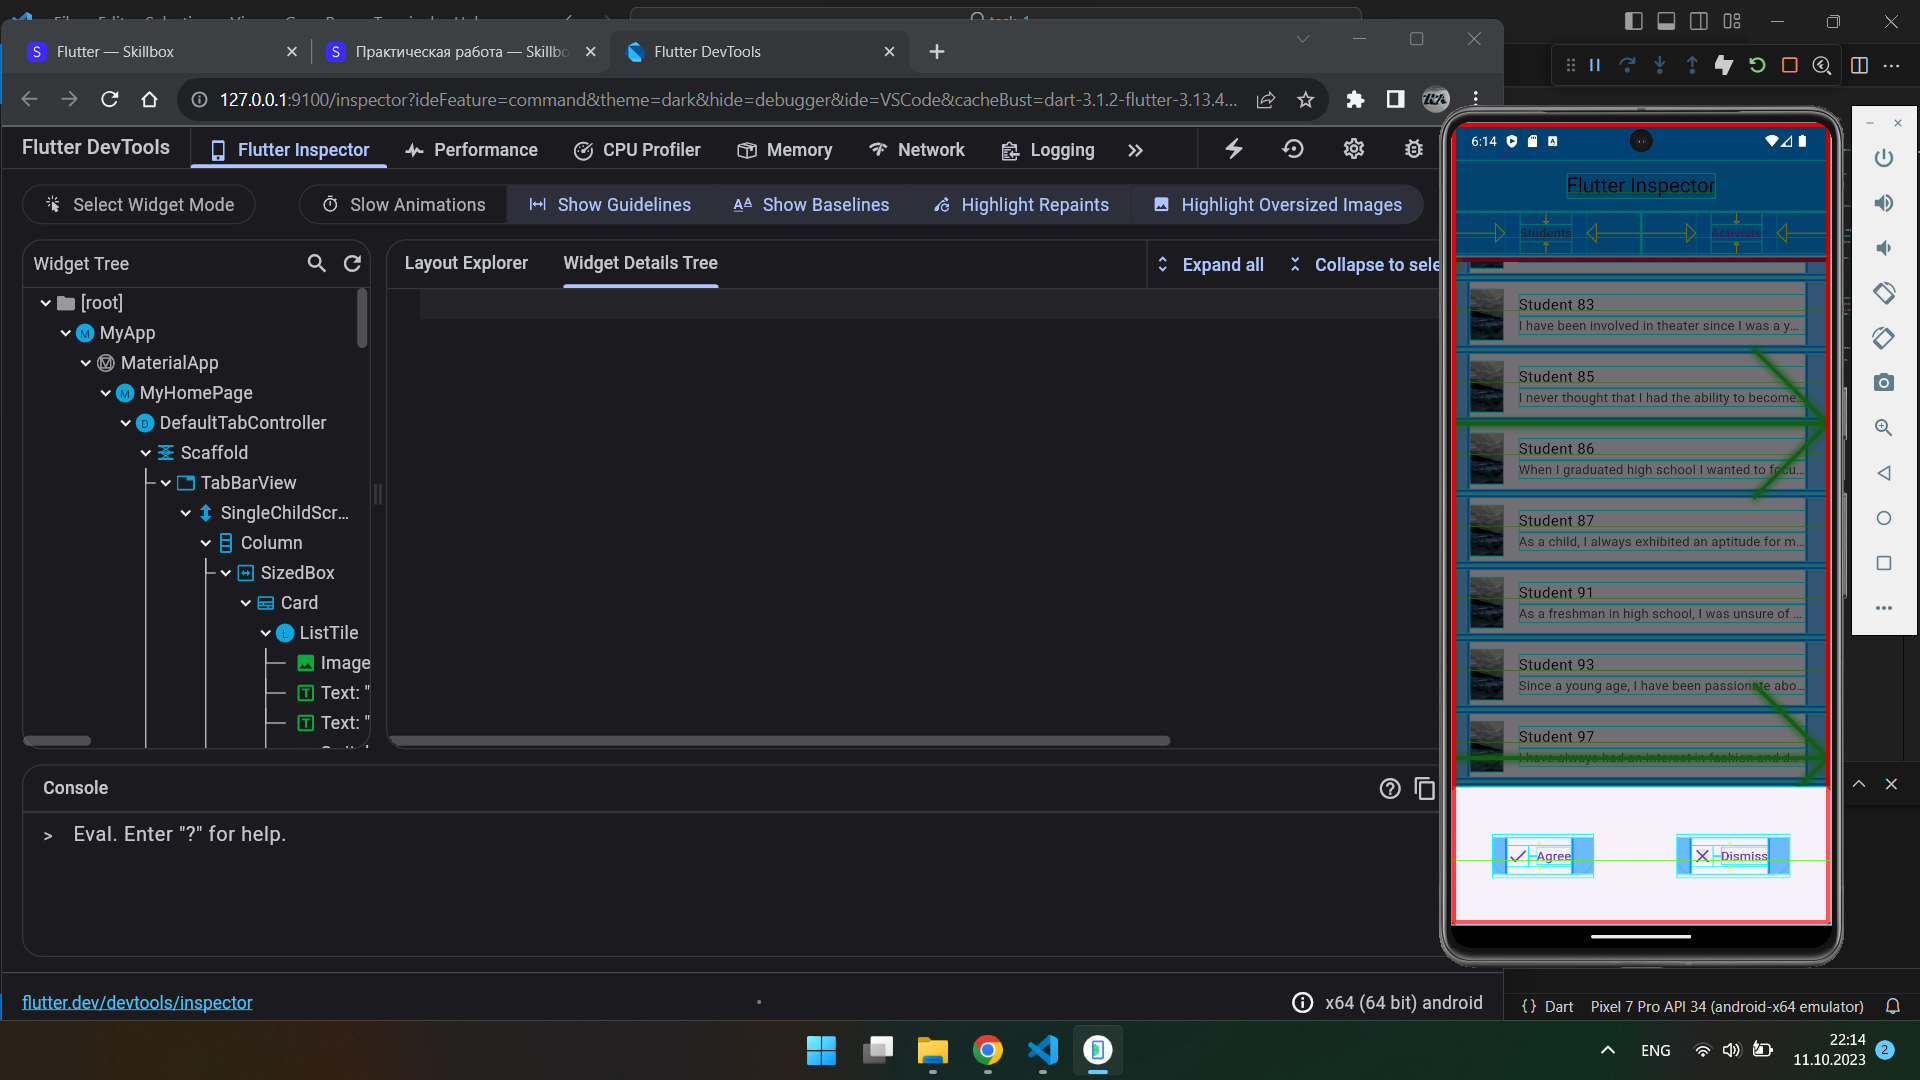 Flutter — Skillbox
Практическая работа — Skillbo
Flutter DevTools
127.0.0.1:9100/inspector?ideFeature=command&theme=dark&hide=debugger&ide=VSCode&cacheBust=dart-3.1.2-flutter-3.13.4...
Flutter DevTools
Flutter Inspector
Performance
CPU Profiler
Memory
Network
Logging
Select Widget Mode
Slow Animations
Show Guidelines
Show Baselines
Highlight Repaints
Highlight Oversized Images
Widget Tree
[root]
MyApp
MaterialApp
MyHomePage
DefaultTabController
Scaffold
TabBarView
SingleChildScr...
Column
SizedBox
Card
ListTile
Image
Text: "
Text: "
Layout Explorer
Widget Details Tree
Expand all
Collapse to sele
Console
> Eval. Enter "?" for help.
flutter.dev/devtools/inspector
x64 (64 bit) android
6:14
Flutter Inspector
Students
Activists
Student 83
I have been involved in theater since I was a y...
Student 85
I never thought that I had the ability to become...
Student 86
When I graduated high school I wanted to focu...
Student 87
As a child, I always exhibited an aptitude for m...
Student 91
As a freshman in high school, I was unsure of ...
Student 93
Since a young age, I have been passionate abo...
Student 97
I have always had an interest in fashion and d...
Agree
Dismiss
{} Dart
Pixel 7 Pro API 34 (android-x64 emulator)
ENG
22:14
11.10.2023
2